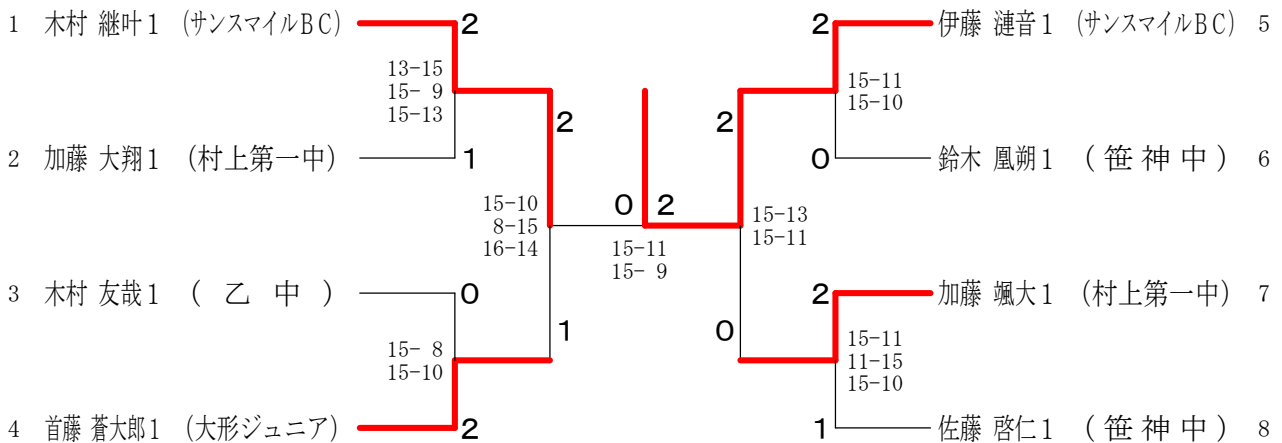 1 木村 継叶1 (サンスマイルBC) 2
13-15
15- 9
15-13
2 加藤 大翔1 (村上第一中) 1
2
15-10
8-15
16-14
3 木村 友哉1 ( 乙 中 ) 0
1
15- 8
15-10
4 首藤 蒼大郎1 (大形ジュニア) 2
0 2
15-11
15- 9
2 伊藤 漣音1 (サンスマイルBC) 5
15-11
15-10
0 鈴木 凰朔1 ( 笹 神 中 ) 6
2
15-13
15-11
2 加藤 颯大1 (村上第一中) 7
0
15-11
11-15
15-10
1 佐藤 啓仁1 ( 笹 神 中 ) 8